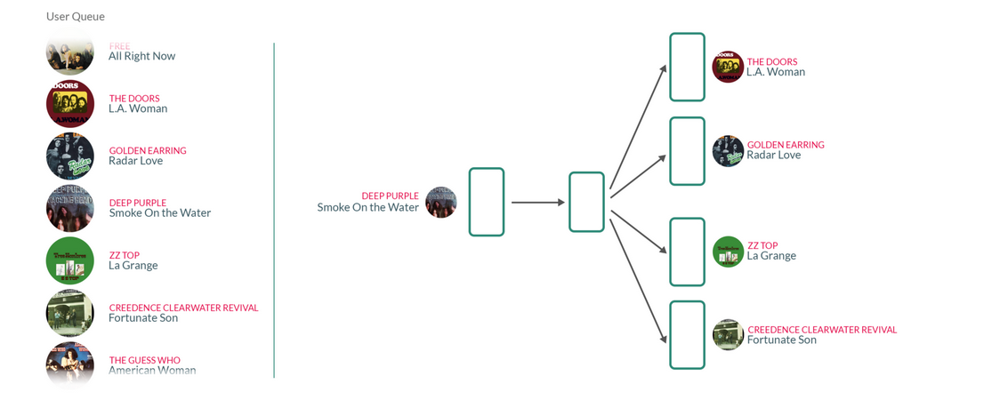 User Queue
FREE
All Right Now
THE DOORS
L.A. Woman
GOLDEN EARRING
Radar Love
DEEP PURPLE
Smoke On the Water
ZZ TOP
La Grange
CREEDENCE CLEARWATER REVIVAL
Fortunate Son
THE GUESS WHO
American Woman
DEEP PURPLE
Smoke On the Water
THE DOORS
L.A. Woman
GOLDEN EARRING
Radar Love
ZZ TOP
La Grange
CREEDENCE CLEARWATER REVIVAL
Fortunate Son